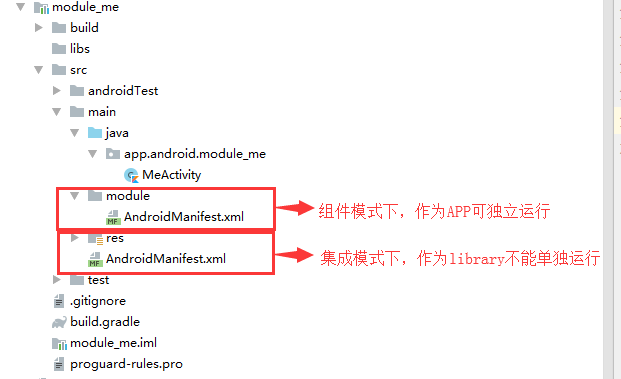 module_me
build
libs
src
androidTest
main
java
app.android.module_me
MeActivity
module
AndroidManifest.xml
组件模式下，作为APP可独立运行
res
AndroidManifest.xml
集成模式下，作为library不能单独运行
test
.gitignore
build.gradle
module_me.iml
proguard-rules.pro